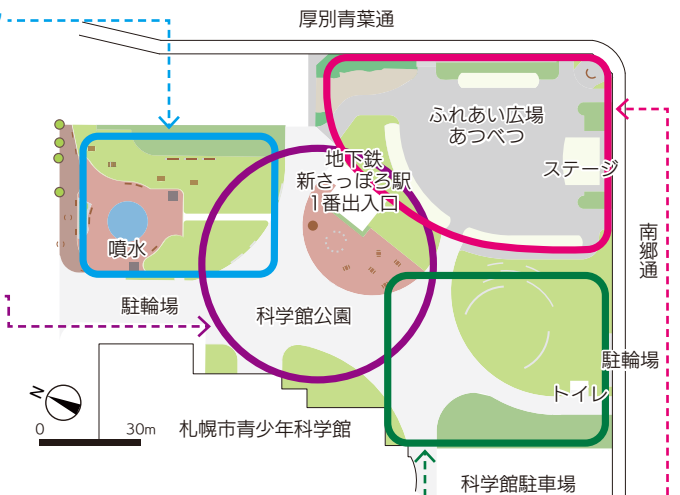 厚別青葉通
ふれあい広場
あつべつ
ステージ
地下鉄
新さっぽろ駅
1番出入口
南郷通
噴水
駐輪場
科学館公園
駐輪場
トイレ
N
0
30m
札幌市青少年科学館
科学館駐車場